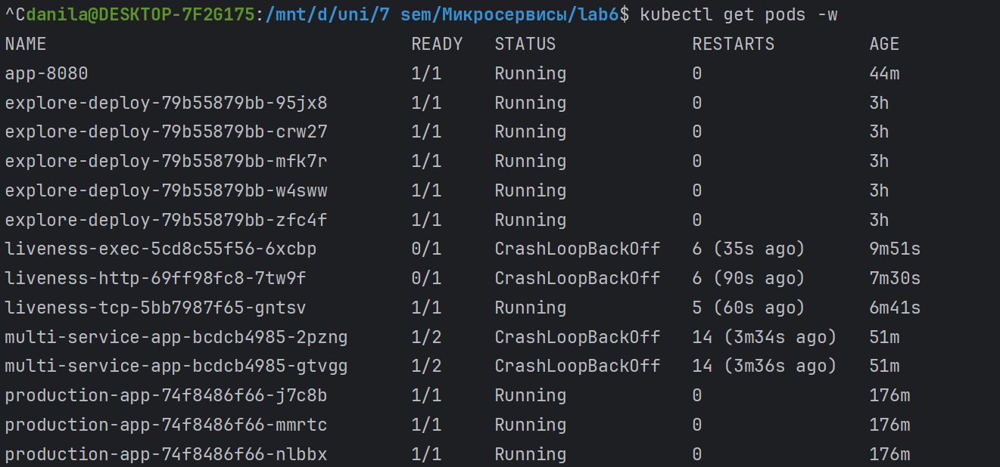 ^Cdanila@DESKTOP-7F2G175:/mnt/d/uni/7 sem/Микросервисы/lab6$ kubectl get pods -w
NAME READY STATUS RESTARTS AGE
app-8080 1/1 Running 0 44m
explore-deploy-79b55879bb-95jx8 1/1 Running 0 3h
explore-deploy-79b55879bb-crw27 1/1 Running 0 3h
explore-deploy-79b55879bb-mfk7r 1/1 Running 0 3h
explore-deploy-79b55879bb-w4sww 1/1 Running 0 3h
explore-deploy-79b55879bb-zfc4f 1/1 Running 0 3h
liveness-exec-5cd8c55f56-6xcbp 0/1 CrashLoopBackOff 6 (35s ago) 9m51s
liveness-http-69ff98fc8-7tw9f 0/1 CrashLoopBackOff 6 (90s ago) 7m30s
liveness-tcp-5bb7987f65-gntsv 1/1 Running 5 (60s ago) 6m41s
multi-service-app-bcdcb4985-2pzng 1/2 CrashLoopBackOff 14 (3m34s ago) 51m
multi-service-app-bcdcb4985-gtvgg 1/2 CrashLoopBackOff 14 (3m36s ago) 51m
production-app-74f8486f66-j7c8b 1/1 Running 0 176m
production-app-74f8486f66-mmrtc 1/1 Running 0 176m
production-app-74f8486f66-nlbbx 1/1 Running 0 176m